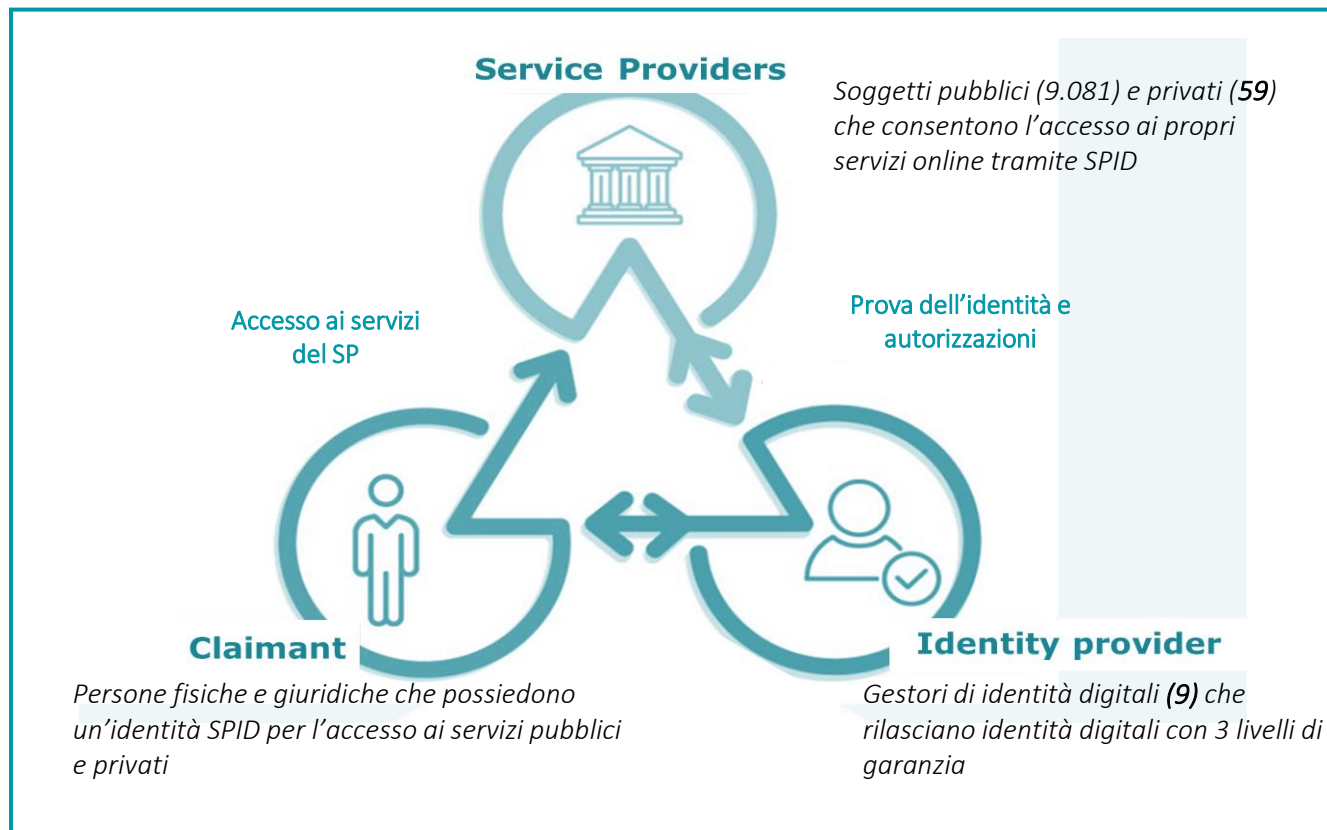 Service Providers
Soggetti pubblici (9.081) e privati (59)
che consentono l’accesso ai propri
servizi online tramite SPID
Accesso ai servizi
del SP
Prova dell’identità e
autorizzazioni
Claimant
Persone fisiche e giuridiche che possiedono
un’identità SPID per l’accesso ai servizi pubblici
e privati
Identity provider
Gestori di identità digitali (9) che
rilasciano identità digitali con 3 livelli di
garanzia